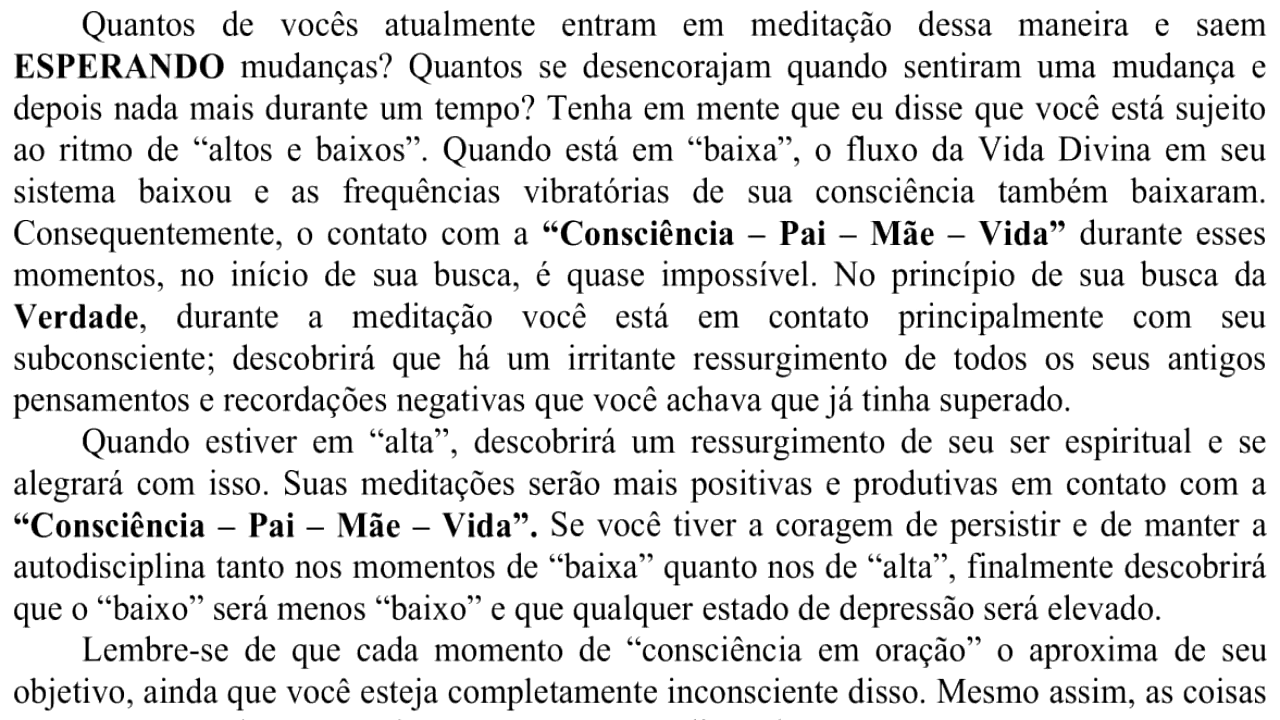 Quantos de vocês atualmente entram em meditação dessa maneira e saem
ESPERANDO mudanças? Quantos se desencorajam quando sentiram uma mudança e
depois nada mais durante um tempo? Tenha em mente que eu disse que você está sujeito
ao ritmo de “altos e baixos”. Quando está em “baixa”, o fluxo da Vida Divina em seu
sistema baixou e as frequências vibratórias de sua consciência também baixaram.
Consequentemente, o contato com a “Consciência – Pai – Mãe – Vida” durante esses
momentos, no início de sua busca, é quase impossível. No princípio de sua busca da
Verdade, durante a meditação você está em contato principalmente com seu
subconsciente; descobrirá que há um irritante ressurgimento de todos os seus antigos
pensamentos e recordações negativas que você achava que já tinha superado.
Quando estiver em “alta”, descobrirá um ressurgimento de seu ser espiritual e se
alegrará com isso. Suas meditações serão mais positivas e produtivas em contato com a
“Consciência – Pai – Mãe – Vida”. Se você tiver a coragem de persistir e de manter a
autodisciplina tanto nos momentos de “baixa” quanto nos de “alta”, finalmente descobrirá
que o “baixo” será menos “baixo” e que qualquer estado de depressão será elevado.
Lembre-se de que cada momento de “consciência em oração” o aproxima de seu
objetivo, ainda que você esteja completamente inconsciente disso. Mesmo assim, as coisas